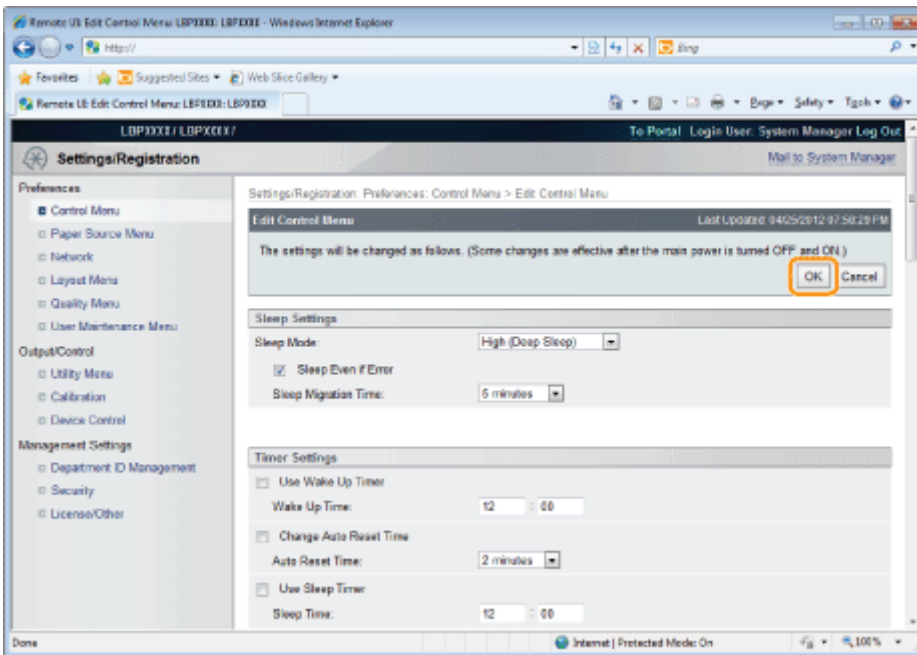 Remote UI: Edit Control Menu: LBPXXXX: LBPXXXX - Windows Internet Explorer
http://
Bing
Favorites Suggested Sites Web Slice Gallery
Remote UI: Edit Control Menu: LBPXXXX: LBPXXXX
Page Safety Tools
LBPXXXX / LBPXXXX /
To Portal Login User: System Manager Log Out
Settings/Registration
Mail to System Manager
Preferences
Control Menu
Paper Source Menu
Network
Layout Menu
Quality Menu
User Maintenance Menu
Output/Control
Utility Menu
Calibration
Device Control
Management Settings
Department ID Management
Security
License/Other
Settings/Registration: Preferences: Control Menu > Edit Control Menu
Edit Control Menu
Last Updated: 04/25/2012 07:58:29 PM
The settings will be changed as follows. (Some changes are effective after the main power is turned OFF and ON.)
OK Cancel
Sleep Settings
Sleep Mode: High (Deep Sleep)
Sleep Even if Error
Sleep Migration Time: 5 minutes
Timer Settings
Use Wake Up Timer
Wake Up Time: 12 : 00
Change Auto Reset Time
Auto Reset Time: 2 minutes
Use Sleep Timer
Sleep Time: 12 : 00
Done
Internet | Protected Mode: On
100%